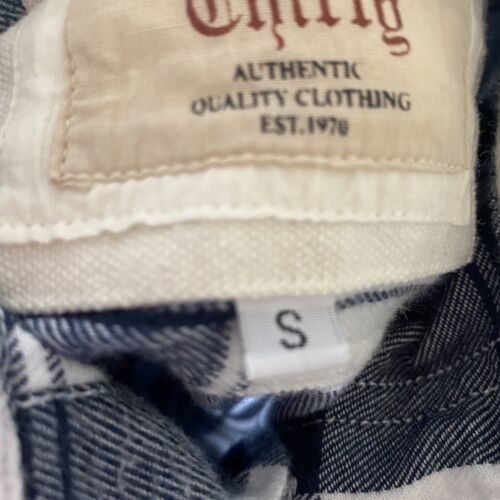 AUTHENTIC
QUALITY CLOTHING
EST.1970
S